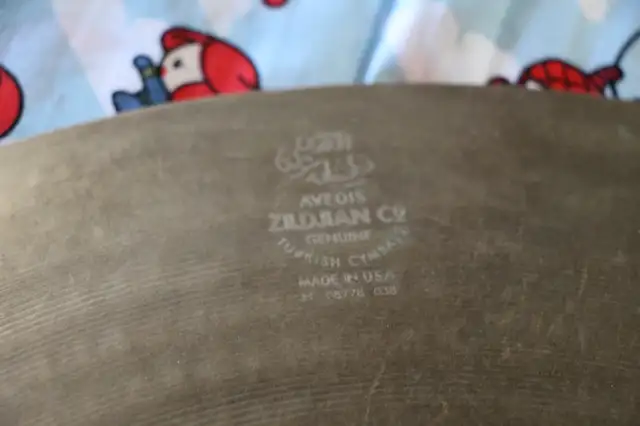 AVEDIS
ZILDJIAN CO
GENUINE
TURKISH CYMBALS
MADE IN U.S.A.